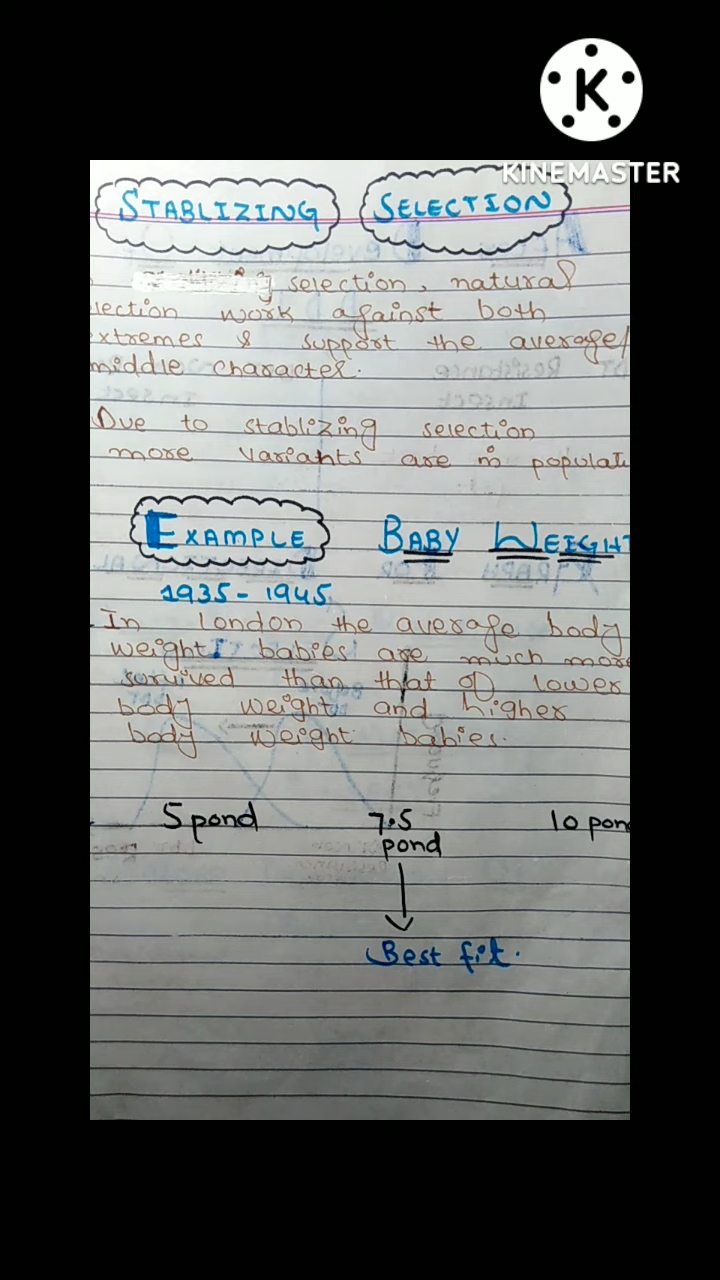 K
KINEMASTER
STABLIZING SELECTION
selection, natural
lection work against both
xtremes & support the average/
middle character.
Due to stablizing selection
more variants are in populati
EXAMPLE BABY WEIGHT
1935-1945
In london the average body
weight babies are much more
survived than that of lower
body weight and higher
body weight babies.
5 pond 7.5 10 pond
pond
Best fit.